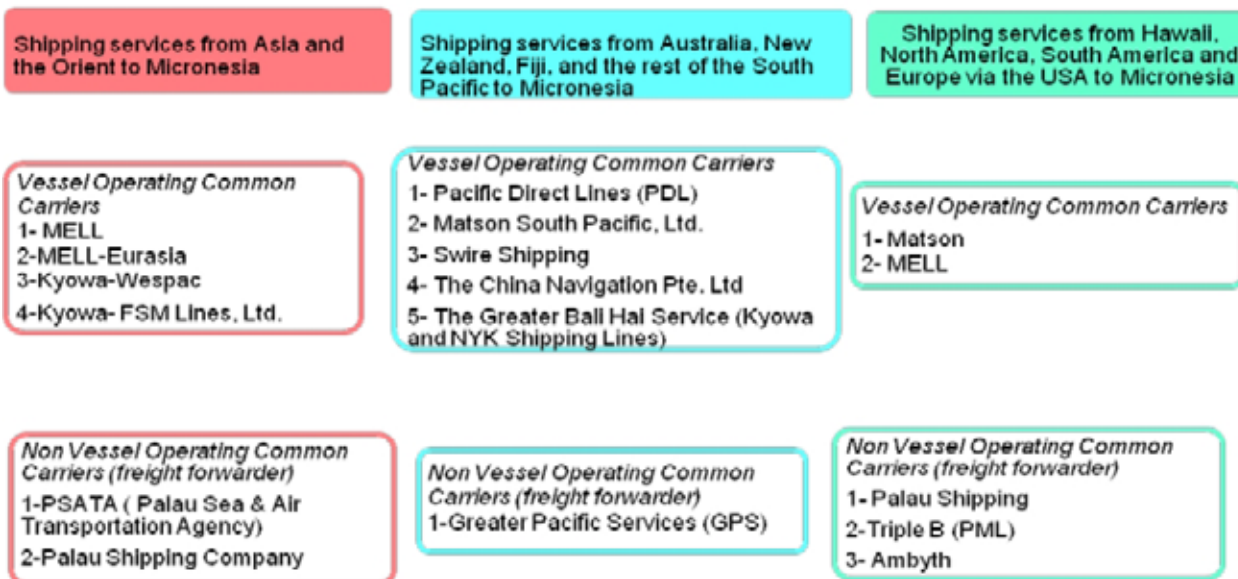 Shipping services from Asia and
the Orient to Micronesia
Shipping services from Australia, New
Zealand, Fiji, and the rest of the South
Pacific to Micronesia
Shipping services from Hawaii,
North America, South America and
Europe via the USA to Micronesia
Vessel Operating Common
Carriers
1- MELL
2-MELL-Eurasia
3-Kyowa-Wespac
4-Kyowa- FSM Lines, Ltd.
Vessel Operating Common Carriers
1- Pacific Direct Lines (PDL)
2- Matson South Pacific, Ltd.
3- Swire Shipping
4- The China Navigation Pte. Ltd
5- The Greater Bali Hai Service (Kyowa
and NYK Shipping Lines)
Vessel Operating Common Carriers
1- Matson
2- MELL
Non Vessel Operating Common
Carriers (freight forwarder)
1-PSATA ( Palau Sea & Air
Transportation Agency)
2-Palau Shipping Company
Non Vessel Operating Common
Carriers (freight forwarder)
1-Greater Pacific Services (GPS)
Non Vessel Operating Common
Carriers (freight forwarder)
1- Palau Shipping
2-Triple B (PML)
3- Ambyth